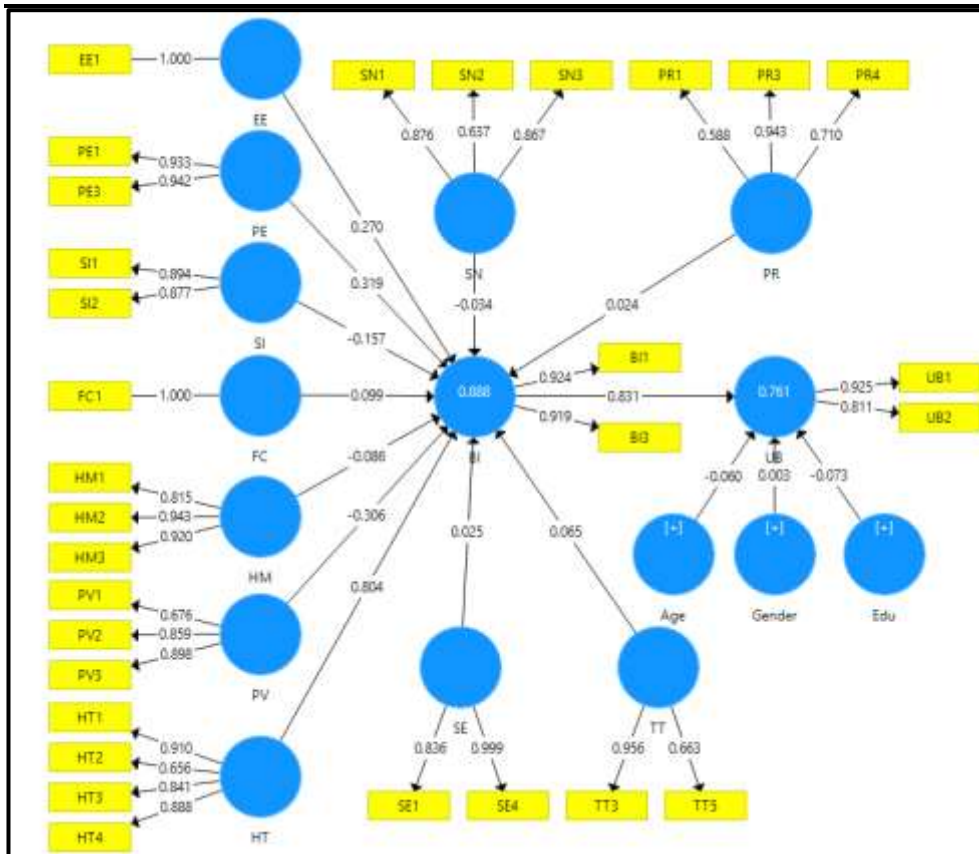 EE1
1.000
EE
PE1
0.933
PE3
0.942
PE
SI1
0.894
SI2
0.877
SI
FC1
1.000
FC
HM1
0.815
HM2
0.943
HM3
0.920
HM
PV1
0.676
PV2
0.859
PV3
0.898
PV
HT1
0.910
HT2
0.656
HT3
0.841
HT4
0.888
HT
SN1
SN2
SN3
0.876
0.637
0.867
SN
PR1
PR3
PR4
0.588
0.943
0.710
PR
0.270
0.319
-0.157
0.099
-0.086
-0.306
0.804
-0.034
0.024
0.025
0.065
0.888
BI
0.924
BI1
0.919
BI3
0.831
0.761
UB
0.925
UB1
0.811
UB2
-0.060
0.003
-0.073
[+]
[+]
[+]
Age
Gender
Edu
SE
0.836
0.999
SE1
SE4
TT
0.956
0.663
TT3
TT5